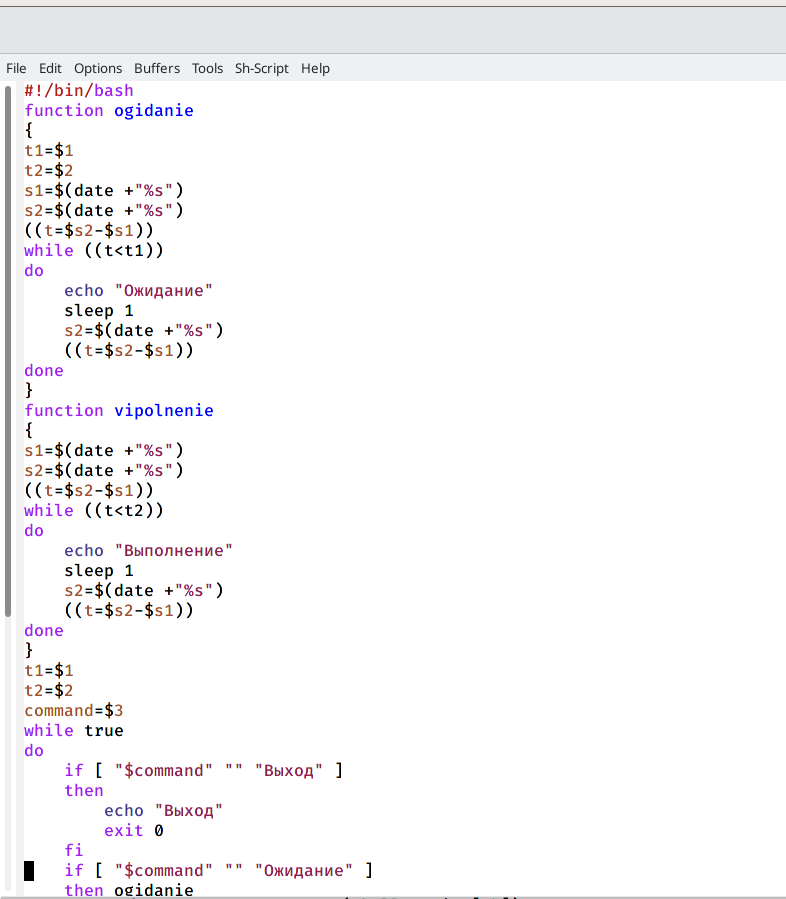 File Edit Options Buffers Tools Sh-Script Help
#!/bin/bash
function ogidanie
{
t1=$1
t2=$2
s1=$(date +"%s")
s2=$(date +"%s")
((t=$s2-$s1))
while ((t<t1))
do
    echo "Ожидание"
    sleep 1
    s2=$(date +"%s")
    ((t=$s2-$s1))
done
}
function vipolnenie
{
s1=$(date +"%s")
s2=$(date +"%s")
((t=$s2-$s1))
while ((t<t2))
do
    echo "Выполнение"
    sleep 1
    s2=$(date +"%s")
    ((t=$s2-$s1))
done
}
t1=$1
t2=$2
command=$3
while true
do
    if [ "$command" "" "Выход" ]
    then
        echo "Выход"
        exit 0
    fi
    if [ "$command" "" "Ожидание" ]
    then ogidanie